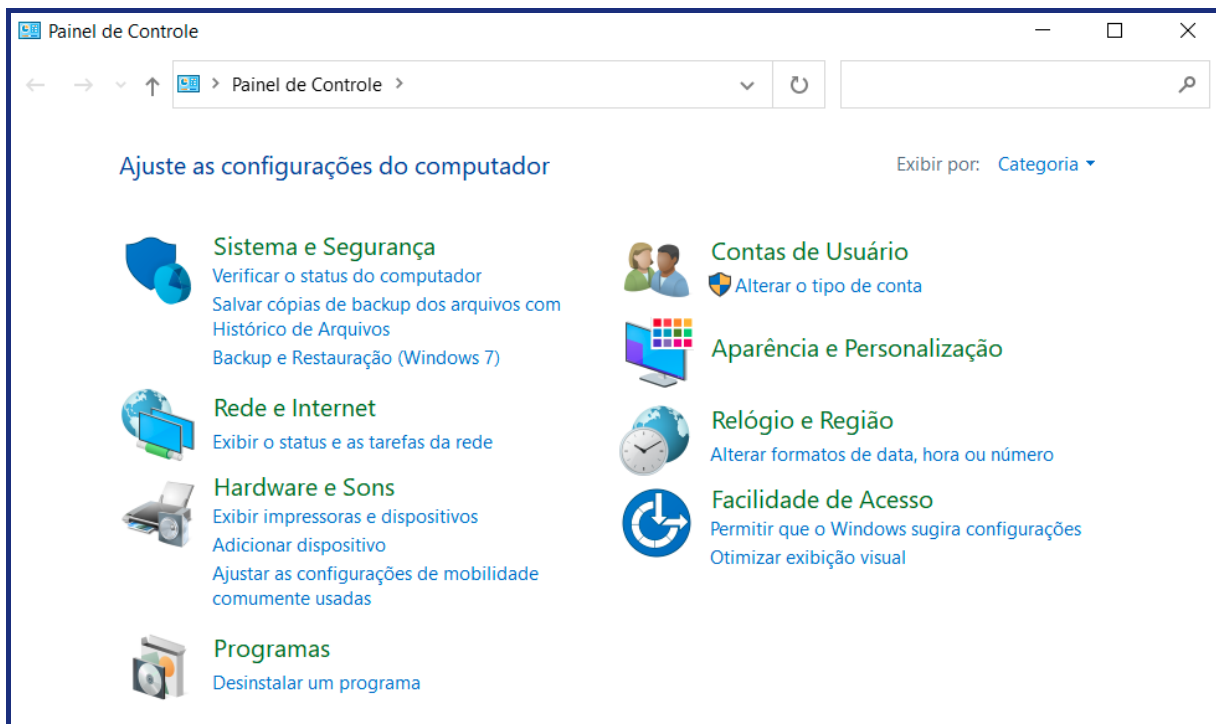 Painel de Controle
Painel de Controle
Ajuste as configurações do computador
Exibir por: Categoria
Sistema e Segurança
Verificar o status do computador
Salvar cópias de backup dos arquivos com
Histórico de Arquivos
Backup e Restauração (Windows 7)
Rede e Internet
Exibir o status e as tarefas da rede
Hardware e Sons
Exibir impressoras e dispositivos
Adicionar dispositivo
Ajustar as configurações de mobilidade
comumente usadas
Programas
Desinstalar um programa
Contas de Usuário
Alterar o tipo de conta
Aparência e Personalização
Relógio e Região
Alterar formatos de data, hora ou número
Facilidade de Acesso
Permitir que o Windows sugira configurações
Otimizar exibição visual